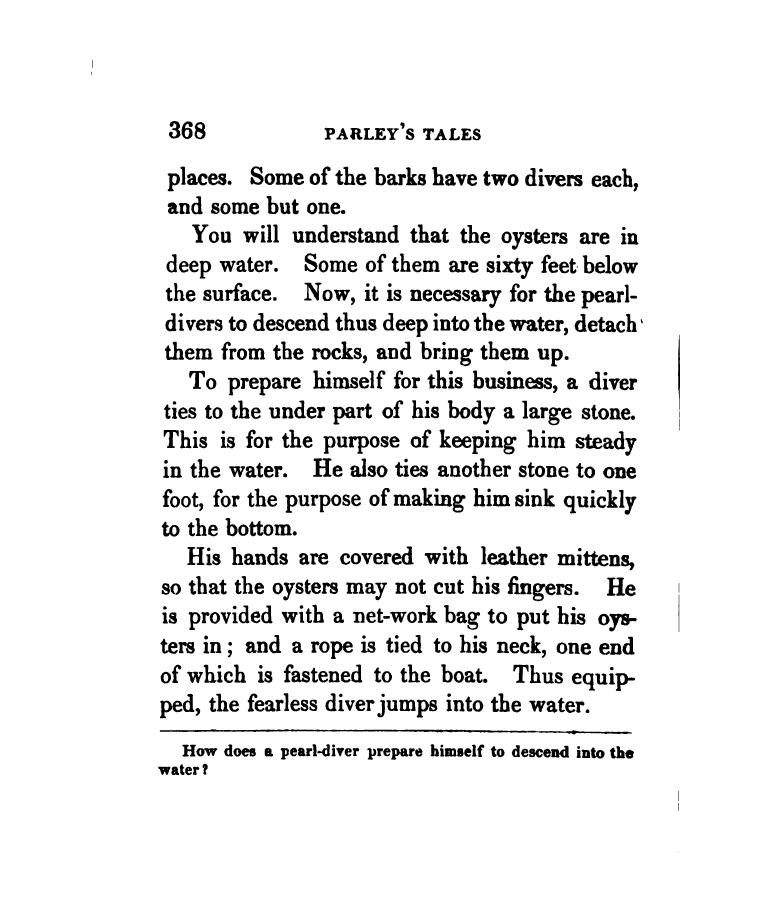 368 PARLEY'S TALES
places. Some of the barks have two divers each,
and some but one.
You will understand that the oysters are in
deep water. Some of them are sixty feet below
the surface. Now, it is necessary for the pearl-
divers to descend thus deep into the water, detach
them from the rocks, and bring them up.
To prepare himself for this business, a diver
ties to the under part of his body a large stone.
This is for the purpose of keeping him steady
in the water. He also ties another stone to one
foot, for the purpose of making him sink quickly
to the bottom.
His hands are covered with leather mittens,
so that the oysters may not cut his fingers. He
is provided with a net-work bag to put his oys-
ters in; and a rope is tied to his neck, one end
of which is fastened to the boat. Thus equip-
ped, the fearless diver jumps into the water.
How does a pearl-diver prepare himself to descend into the
water?